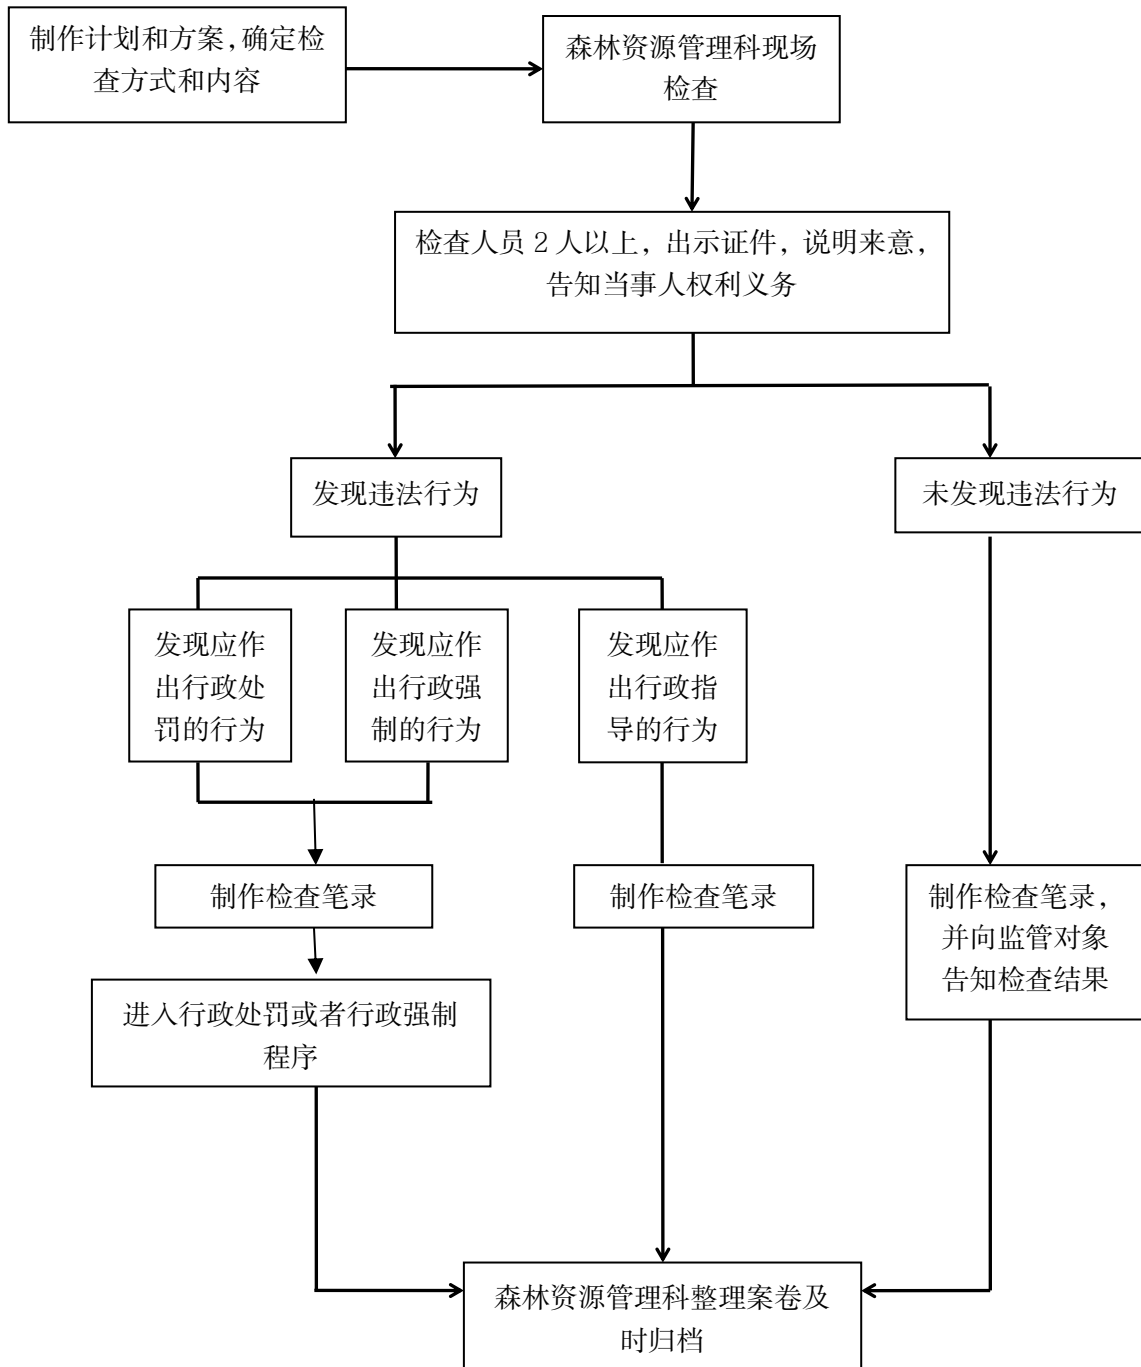 制作计划和方案，确定检
查方式和内容
森林资源管理科现场
检查
检查人员 2 人以上，出示证件，说明来意，
告知当事人权利义务
发现违法行为
未发现违法行为
发现应作
出行政处
罚的行为
发现应作
出行政强
制的行为
发现应作
出行政指
导的行为
制作检查笔录
制作检查笔录
制作检查笔录，
并向监管对象
告知检查结果
进入行政处罚或者行政强制
程序
森林资源管理科整理案卷及
时归档